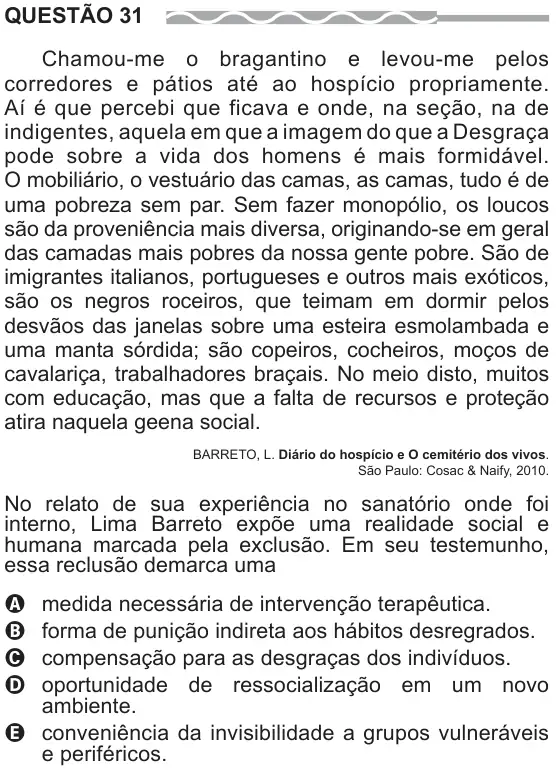 QUESTÃO 31
Chamou-me o bragantino e levou-me pelos
corredores e pátios até ao hospício propriamente.
Aí é que percebi que ficava e onde, na seção, na de
indigentes, aquela em que a imagem do que a Desgraça
pode sobre a vida dos homens é mais formidável.
O mobiliário, o vestuário das camas, as camas, tudo é de
uma pobreza sem par. Sem fazer monopólio, os loucos
são da proveniência mais diversa, originando-se em geral
das camadas mais pobres da nossa gente pobre. São de
imigrantes italianos, portugueses e outros mais exóticos,
são os negros roceiros, que teimam em dormir pelos
desvãos das janelas sobre uma esteira esmolambada e
uma manta sórdida; são copeiros, cocheiros, moços de
cavalariça, trabalhadores braçais. No meio disto, muitos
com educação, mas que a falta de recursos e proteção
atira naquela geena social.
BARRETO, L. Diário do hospício e O cemitério dos vivos.
São Paulo: Cosac & Naify, 2010.
No relato de sua experiência no sanatório onde foi
interno, Lima Barreto expõe uma realidade social e
humana marcada pela exclusão. Em seu testemunho,
essa reclusão demarca uma
A medida necessária de intervenção terapêutica.
B forma de punição indireta aos hábitos desregrados.
C compensação para as desgraças dos indivíduos.
D oportunidade de ressocialização em um novo
ambiente.
E conveniência da invisibilidade a grupos vulneráveis
e periféricos.